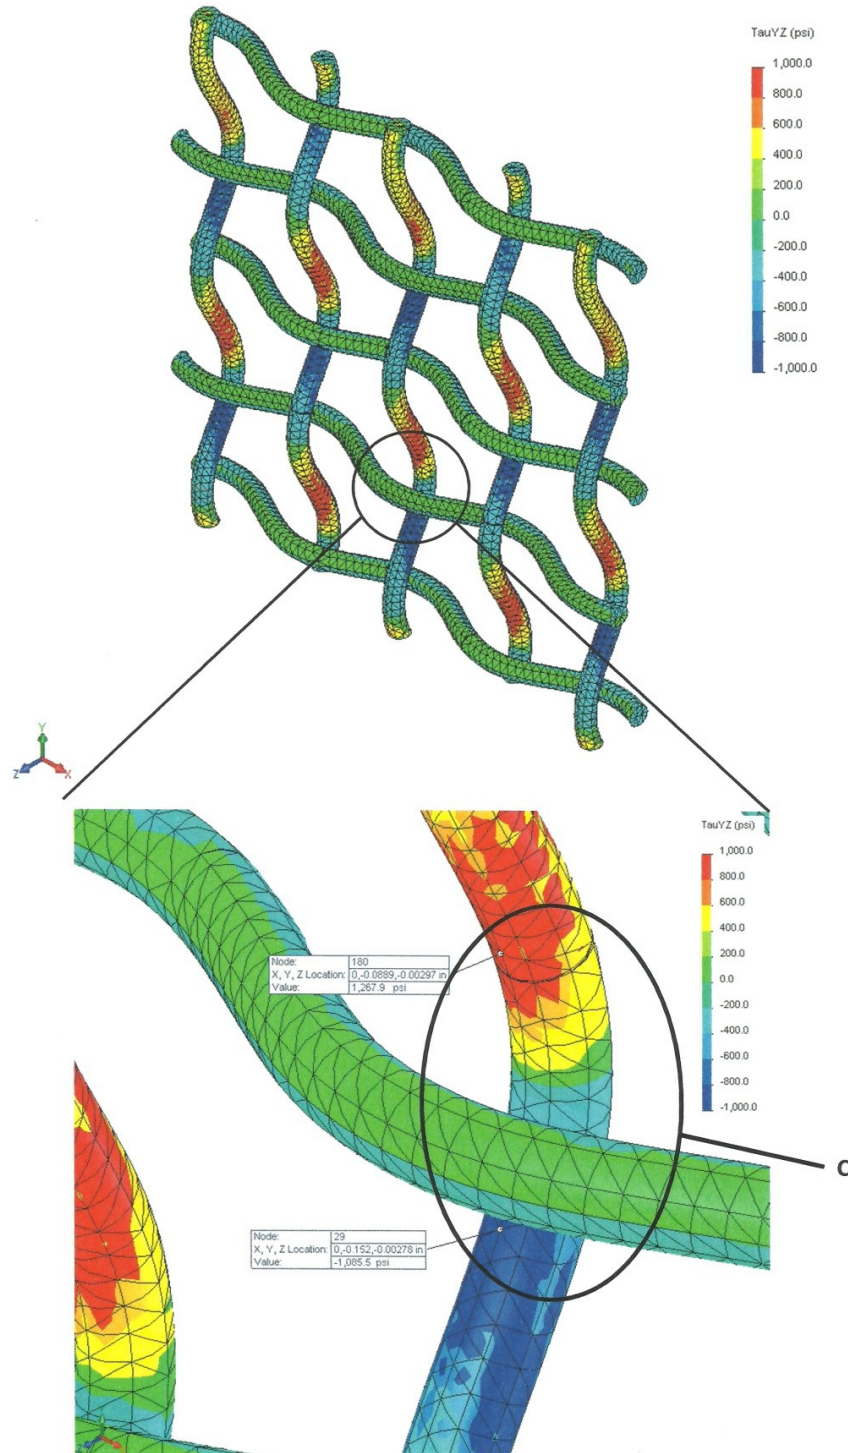 TauYZ (psi)
1,000.0
800.0
600.0
400.0
200.0
0.0
-200.0
-400.0
-600.0
-800.0
-1,000.0
Y
Z
X
TauYZ (psi)
1,000.0
800.0
600.0
400.0
200.0
0.0
-200.0
-400.0
-600.0
-800.0
-1,000.0
Node: 180
X, Y, Z Location: 0,-0.0889,-0.00297 in
Value: 1,267.9 psi
Node: 29
X, Y, Z Location: 0,-0.152,-0.00278 in
Value: -1,085.5 psi